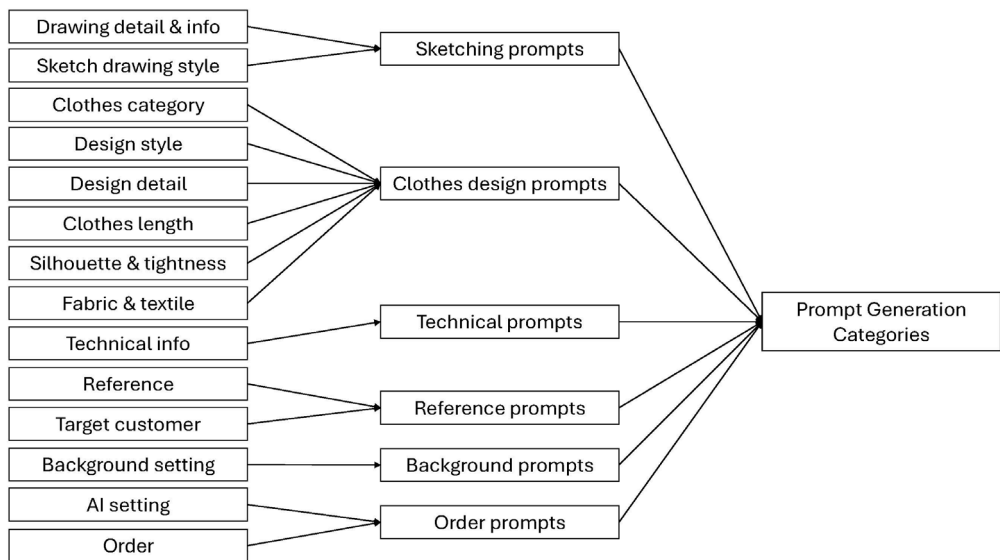 Drawing detail & info
Sketch drawing style
Clothes category
Design style
Design detail
Clothes length
Silhouette & tightness
Fabric & textile
Technical info
Reference
Target customer
Background setting
AI setting
Order
Sketching prompts
Clothes design prompts
Technical prompts
Reference prompts
Background prompts
Order prompts
Prompt Generation
Categories